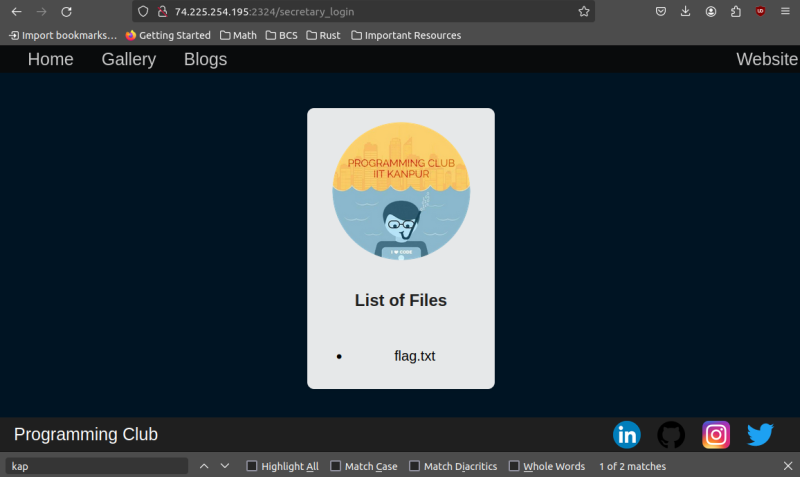 74.225.254.195:2324/secretary_login
Import bookmarks... Getting Started Math BCS Rust Important Resources
Home Gallery Blogs Website
PROGRAMMING CLUB
IIT KANPUR
I ❤ CODE
List of Files
• flag.txt
Programming Club
kap Highlight All Match Case Match Diacritics Whole Words 1 of 2 matches